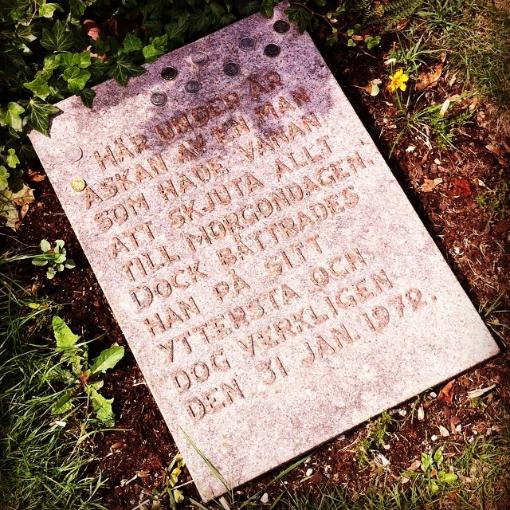 HÄR UNDER ÄR
ASKAN AV EN MAN
SOM HADE VANAN
ATT SKJUTA ALLT
TILL MORGONDAGEN.
DOCK BÄTTRADES
HAN PÅ SITT
YTTERSTA OCH
DOG VERKLIGEN
DEN 31 JAN. 1972.